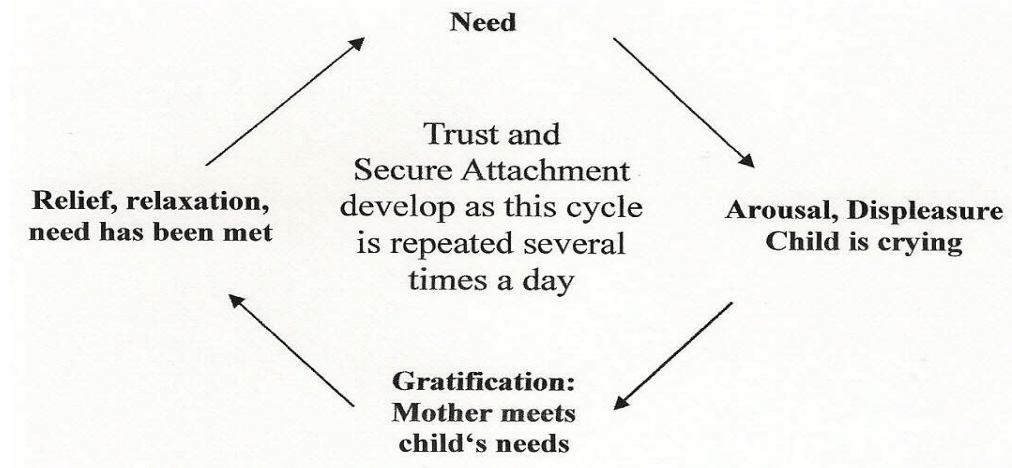 Need
Trust and
Secure Attachment
develop as this cycle
is repeated several
times a day
Arousal, Displeasure
Child is crying
Gratification:
Mother meets
child‘s needs
Relief, relaxation,
need has been met